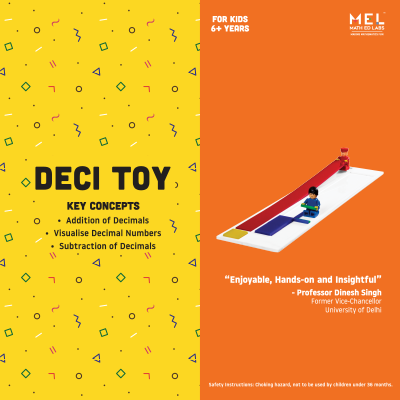 DECI TOY
KEY CONCEPTS
• Addition of Decimals
• Visualise Decimal Numbers
• Subtraction of Decimals
FOR KIDS
6+ YEARS
MEL
MATH ED LABS
“Enjoyable, Hands-on and Insightful”
- Professor Dinesh Singh
Former Vice-Chancellor
University of Delhi
Safety Instructions: Choking hazard, not to be used by children under 36 months.